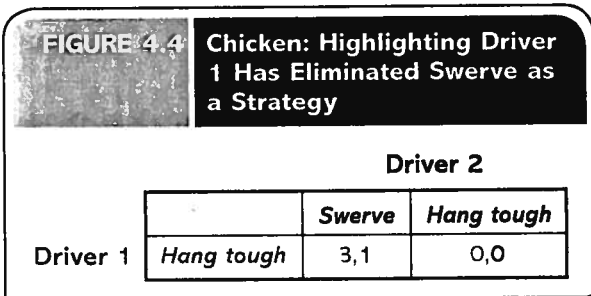 FIGURE 4.4
Chicken: Highlighting Driver
1 Has Eliminated Swerve as
a Strategy
Driver 2
Swerve Hang tough
Driver 1 Hang tough 3,1 0,0